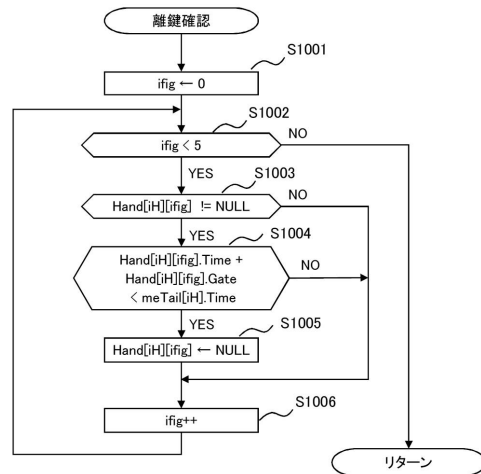 離鍵確認
S1001
ifig ← 0
S1002
ifig < 5
NO
YES
S1003
Hand[iH][ifig] != NULL
NO
YES
S1004
Hand[iH][ifig].Time +
Hand[iH][ifig].Gate
< meTail[iH].Time
NO
YES
S1005
Hand[iH][ifig] ← NULL
S1006
ifig++
リターン